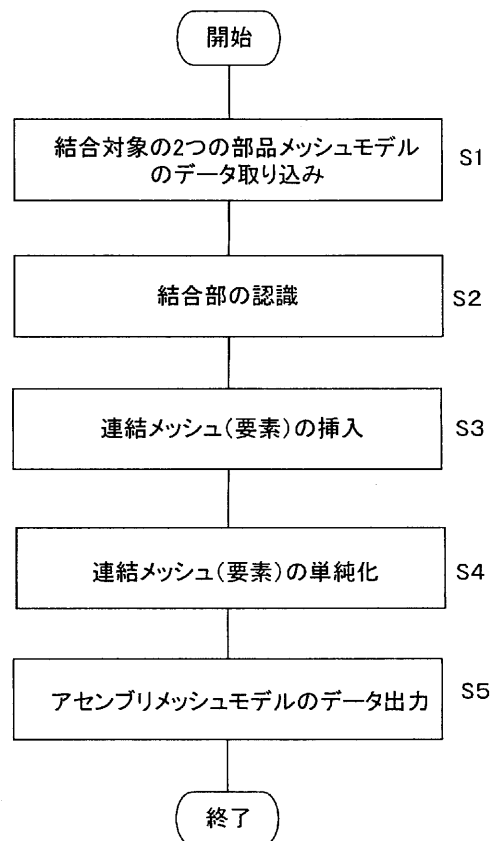 開始
結合対象の2つの部品メッシュモデル
のデータ取り込み
S1
結合部の認識
S2
連結メッシュ(要素)の挿入
S3
連結メッシュ(要素)の単純化
S4
アセンブリメッシュモデルのデータ出力
S5
終了